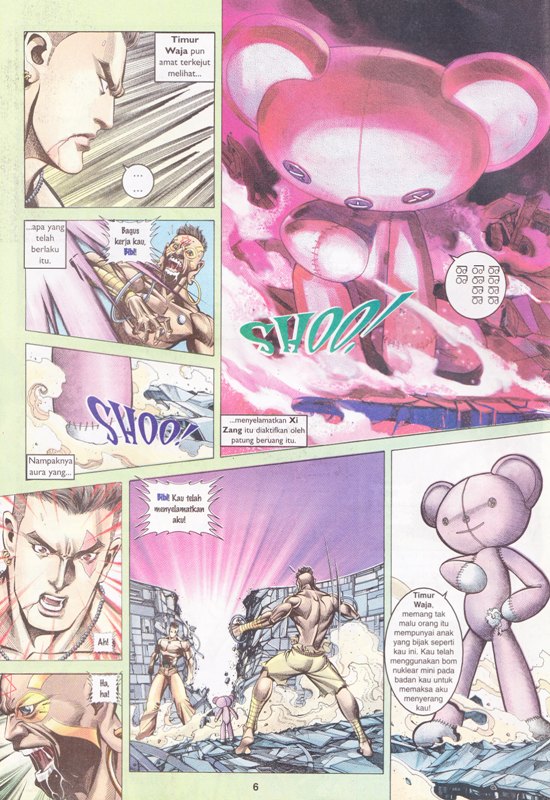 Timur
Waja pun
amat terkejut
melihat...
...
...
...apa yang
telah
berlaku
itu.
Bagus
kerja kau,
Bibi!
SHOO!
Nampaknya
aura yang...
SHOO!
...menyelamatkan Xi
Zang itu diaktifkan oleh
patung beruang itu.
Ah!
Ha,
ha!
Bibi! Kau telah
menyelamatkan
aku!
Timur
Waja,
memang tak
malu orang itu
mempunyai anak
yang bijak seperti
kau ini. Kau telah
menggunakan bom
nuklear mini pada
badan kau untuk
memaksa aku
menyerang
kau!
6